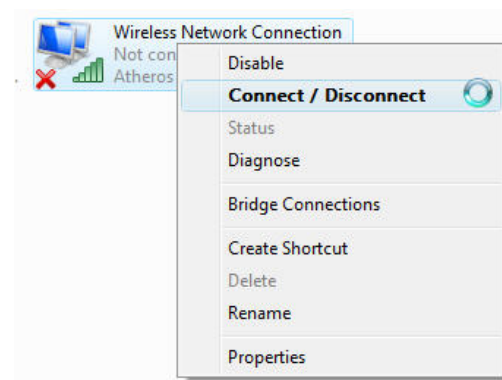 Wireless Network Connection
Not con
Atheros
Disable
Connect / Disconnect
Status
Diagnose
Bridge Connections
Create Shortcut
Delete
Rename
Properties